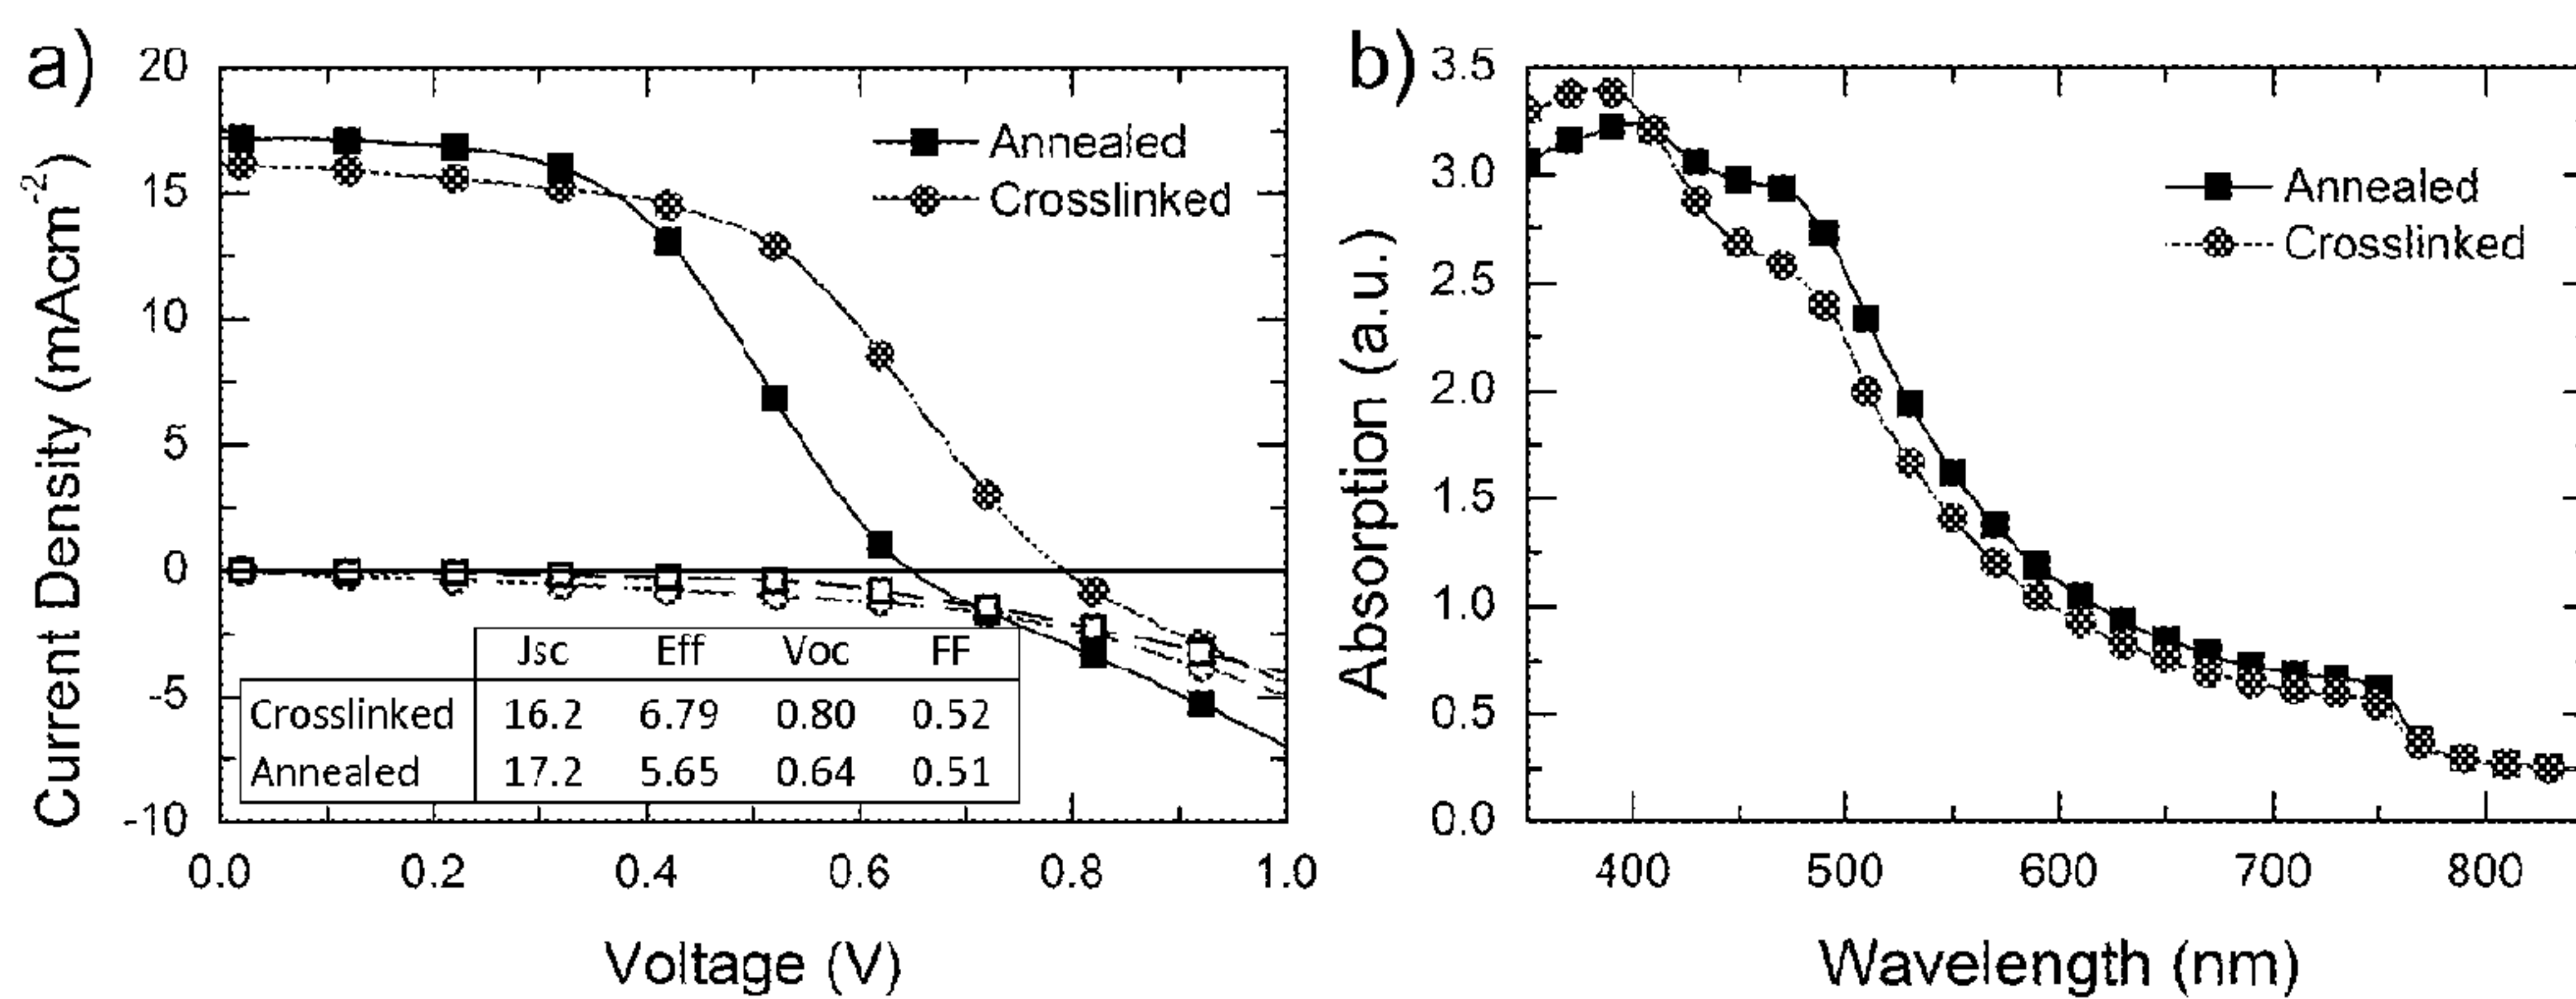 a)
20
15
10
5
0
-5
-10
Current Density (mAcm⁻²)
Annealed
Crosslinked
Jsc Eff Voc FF
Crosslinked 16.2 6.79 0.80 0.52
Annealed 17.2 5.65 0.64 0.51
0.0 0.2 0.4 0.6 0.8 1.0
Voltage (V)
b)
3.5
3.0
2.5
2.0
1.5
1.0
0.5
0.0
Absorption (a.u.)
Annealed
Crosslinked
400 500 600 700 800
Wavelength (nm)